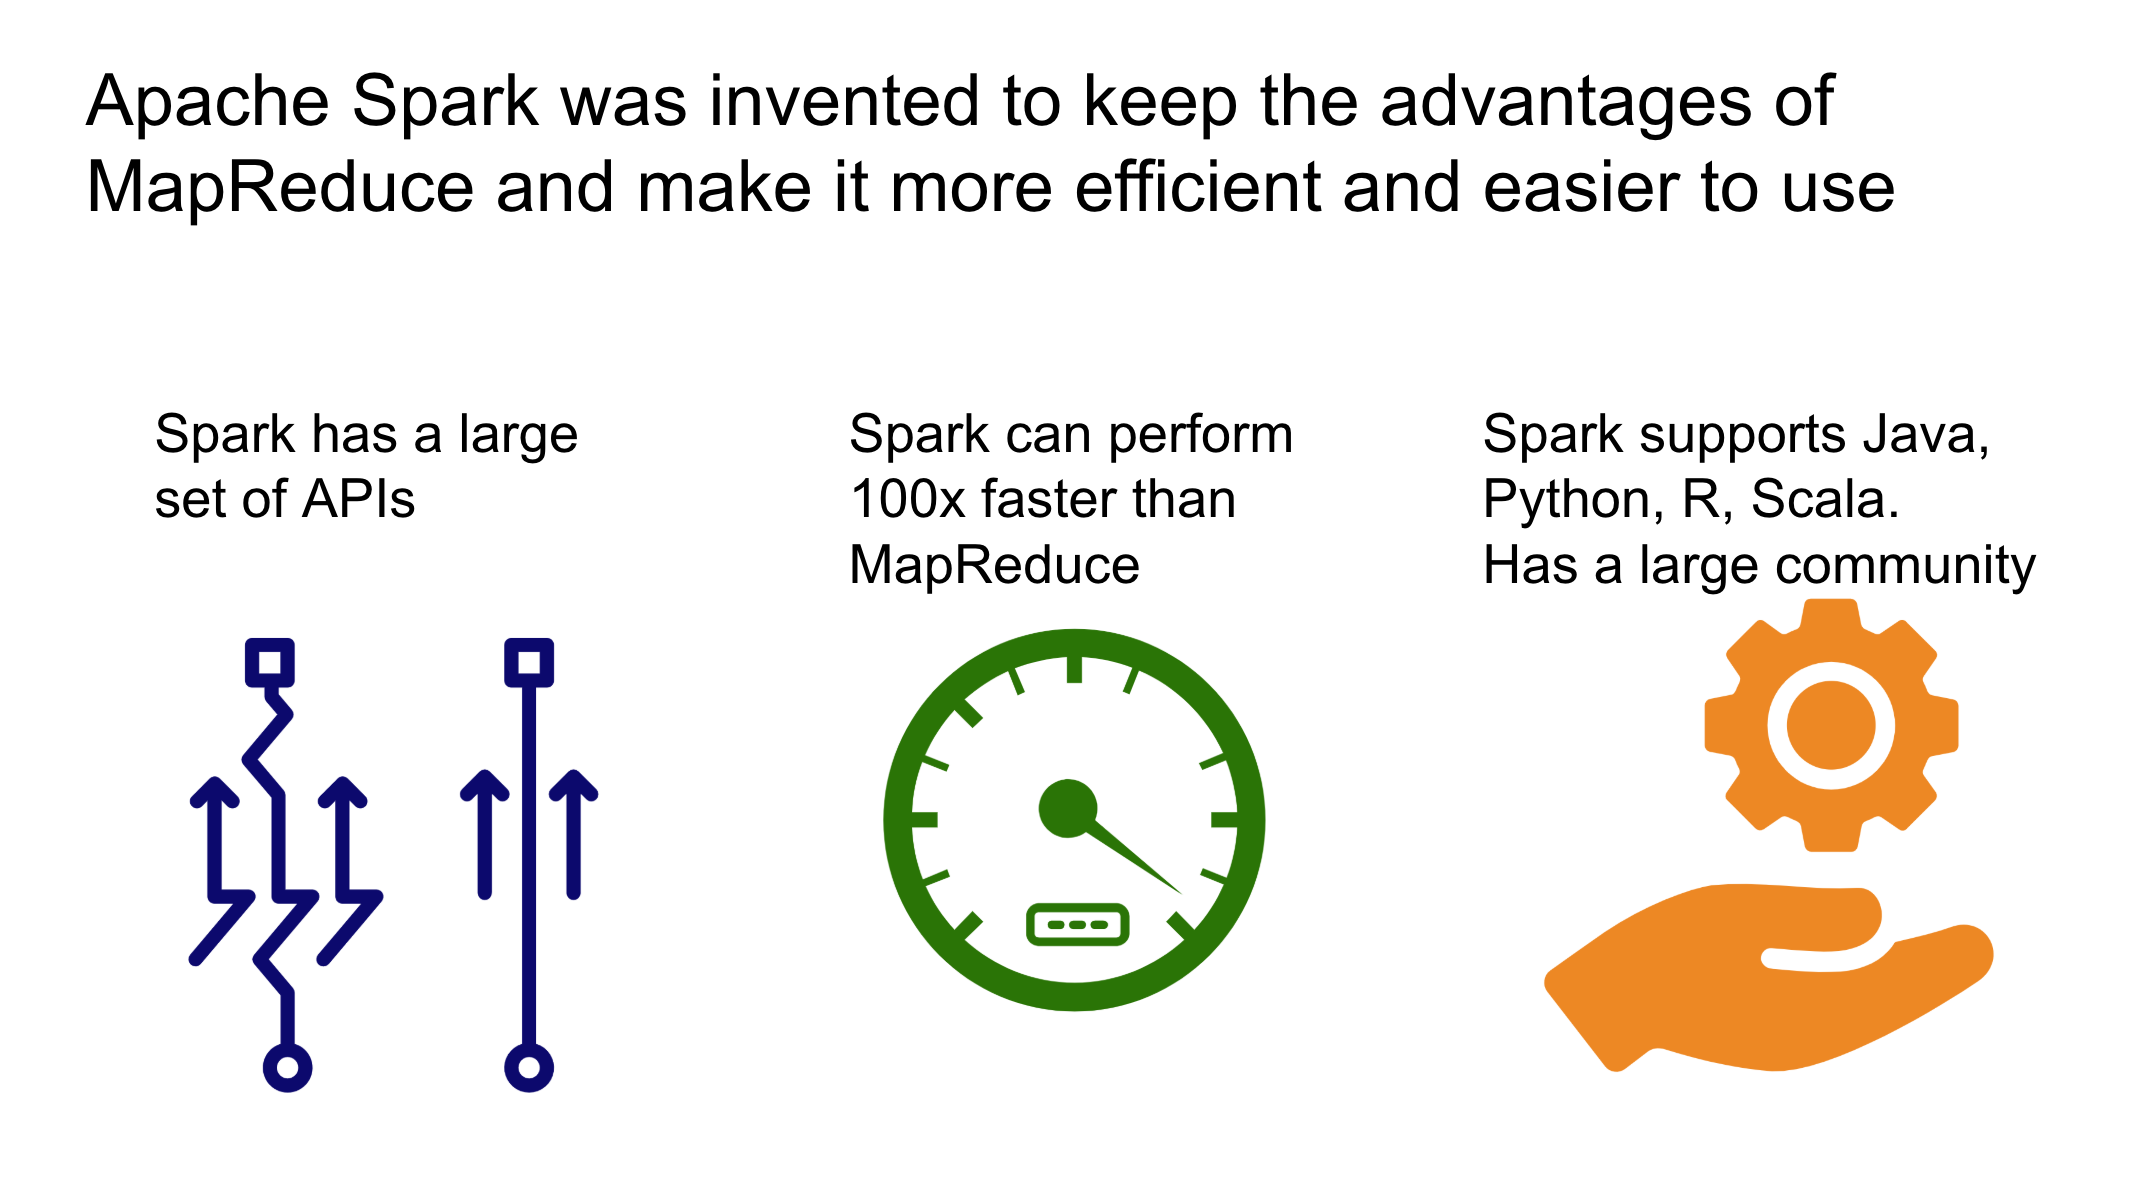 Apache Spark was invented to keep the advantages of
MapReduce and make it more efficient and easier to use
Spark has a large
set of APIs
Spark can perform
100x faster than
MapReduce
Spark supports Java,
Python, R, Scala.
Has a large community